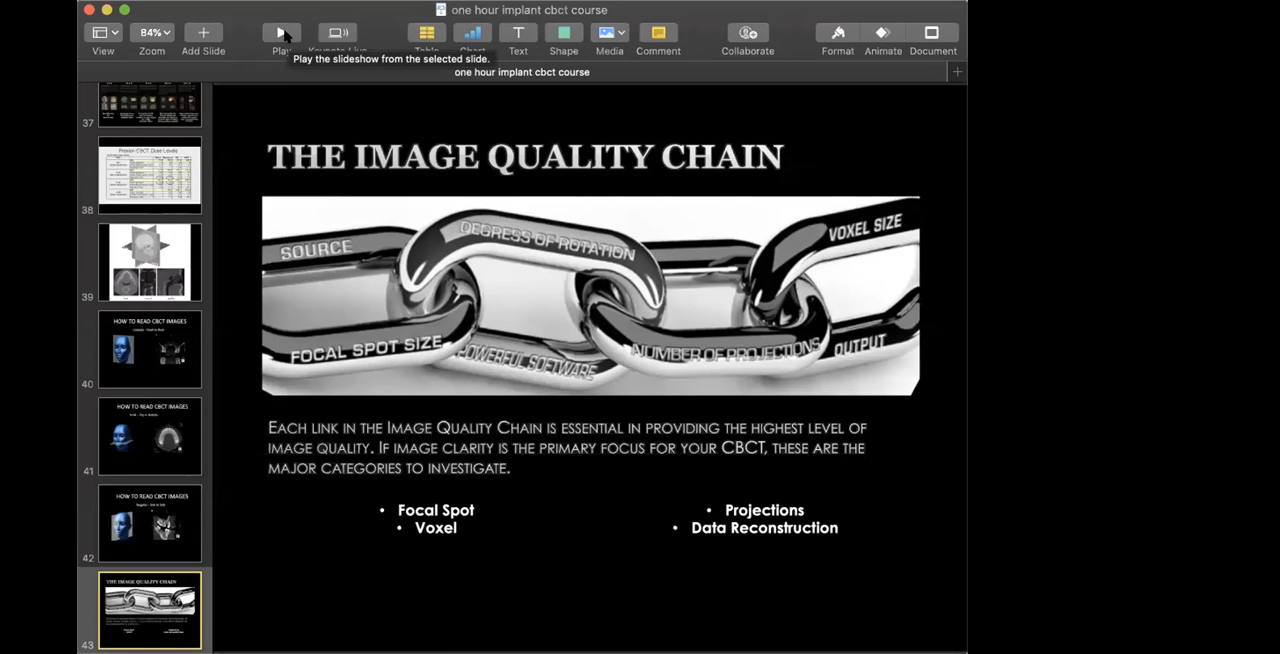 one hour implant cbct course
84%
View
Zoom
Add Slide
Play
Keynote Live
Table
Chart
Text
Shape
Media
Comment
Collaborate
Format
Animate
Document
Play the slideshow from the selected slide.
one hour implant cbct course
37
38
39
HOW TO READ CBCT IMAGES
40
HOW TO READ CBCT IMAGES
41
HOW TO READ CBCT IMAGES
42
THE IMAGE QUALITY CHAIN
43
THE IMAGE QUALITY CHAIN
SOURCE
DEGRESS OF ROTATION
VOXEL SIZE
FOCAL SPOT SIZE
POWERFUL SOFTWARE
NUMBER OF PROJECTIONS
OUTPUT
EACH LINK IN THE IMAGE QUALITY CHAIN IS ESSENTIAL IN PROVIDING THE HIGHEST LEVEL OF
IMAGE QUALITY. IF IMAGE CLARITY IS THE PRIMARY FOCUS FOR YOUR CBCT, THESE ARE THE
MAJOR CATEGORIES TO INVESTIGATE.
• Focal Spot
• Voxel
• Projections
• Data Reconstruction